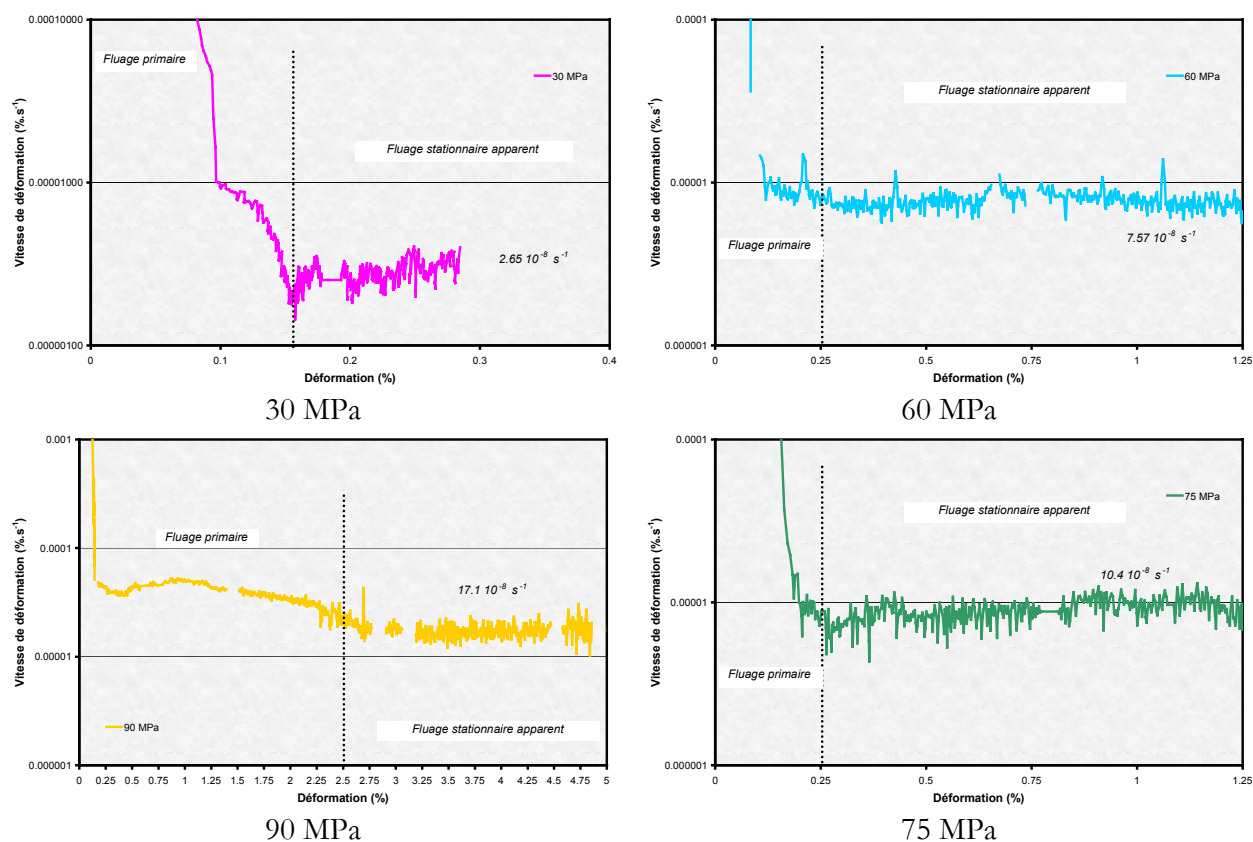 0.00010000
Fluage primaire
30 MPa
Fluage stationnaire apparent
0.00001000
2.65 10⁻⁸ s⁻¹
0.00000100
0 0.1 0.2 0.3 0.4
Vitesse de déformation (%.s⁻¹)
Déformation (%)
30 MPa
0.0001
60 MPa
Fluage stationnaire apparent
0.00001
Fluage primaire
7.57 10⁻⁸ s⁻¹
0.000001
0 0.25 0.5 0.75 1 1.25
Vitesse de déformation (%.s⁻¹)
Déformation (%)
60 MPa
0.001
0.0001
Fluage primaire
17.1 10⁻⁸ s⁻¹
0.00001
90 MPa
Fluage stationnaire apparent
0.000001
0 0.25 0.5 0.75 1 1.25 1.5 1.75 2 2.25 2.5 2.75 3 3.25 3.5 3.75 4 4.25 4.5 4.75 5
Vitesse de déformation (%.s⁻¹)
Déformation (%)
90 MPa
0.0001
75 MPa
Fluage stationnaire apparent
10.4 10⁻⁸ s⁻¹
0.00001
Fluage primaire
0.000001
0 0.25 0.5 0.75 1 1.25
Vitesse de déformation (%.s⁻¹)
Déformation (%)
75 MPa